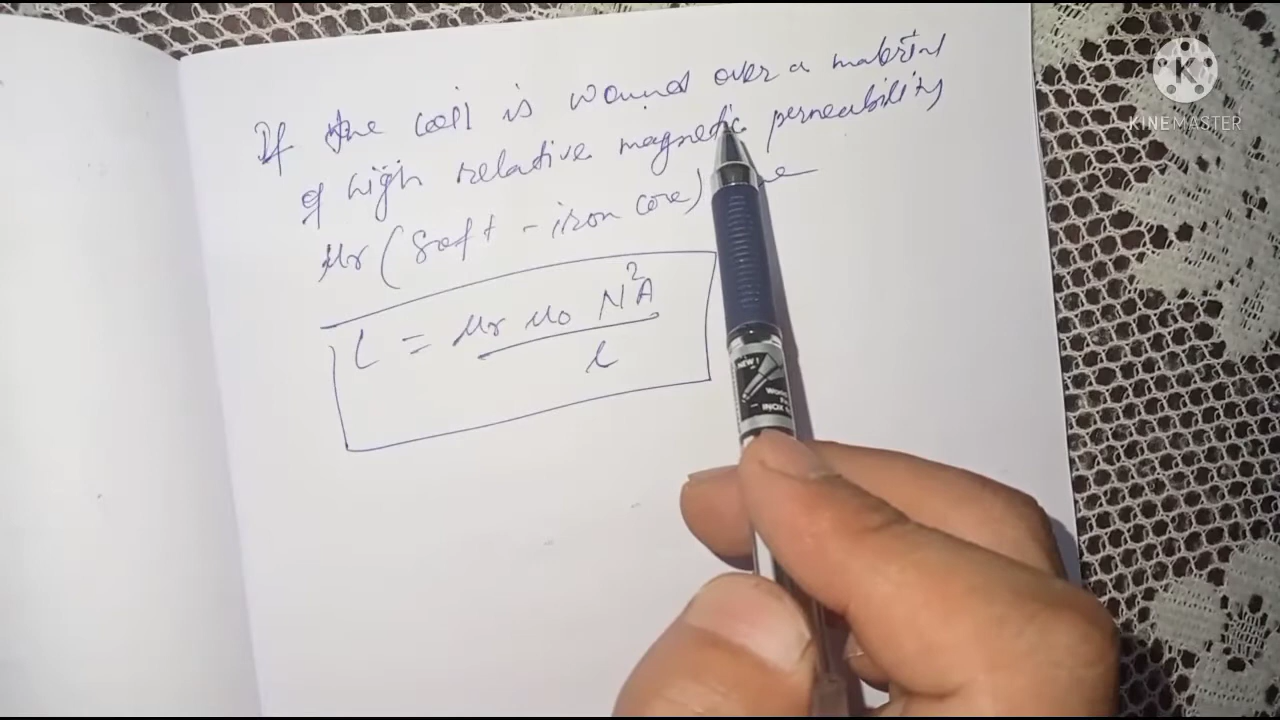 If the coil is wound over a material
of high relative magnetic permeability
μr (Soft - iron core)
L = μr μ0 N²A
l
NEW!
KINEMASTER